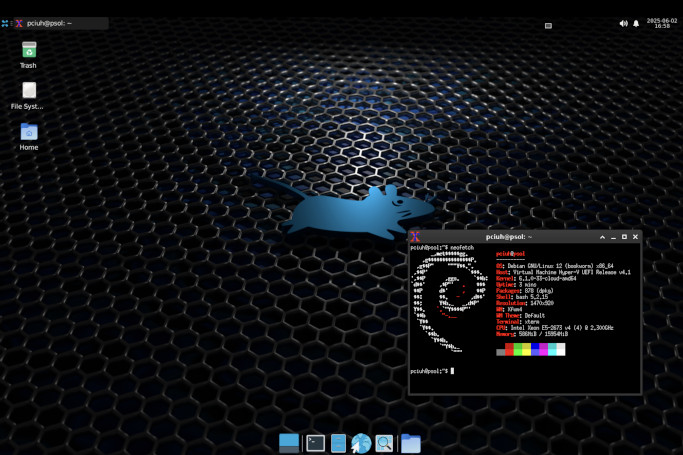 pciuh@psol: ~
2025-06-02
16:58
Trash
File Syst...
Home
pciuh@psol: ~
pciuh@psol:~$ neofetch
pciuh@psol
OS: Debian GNU/Linux 12 (bookworm) x86_64
Host: Virtual Machine Hyper-V UEFI Release v4.1
Kernel: 6.1.0-33-cloud-amd64
Uptime: 3 mins
Packages: 878 (dpkg)
Shell: bash 5.2.15
Resolution: 1470x920
WM: Xfwm4
WM Theme: Default
Terminal: xterm
CPU: Intel Xeon E5-2673 v4 (4) @ 2.300GHz
Memory: 586MiB / 15954MiB
pciuh@psol:~$